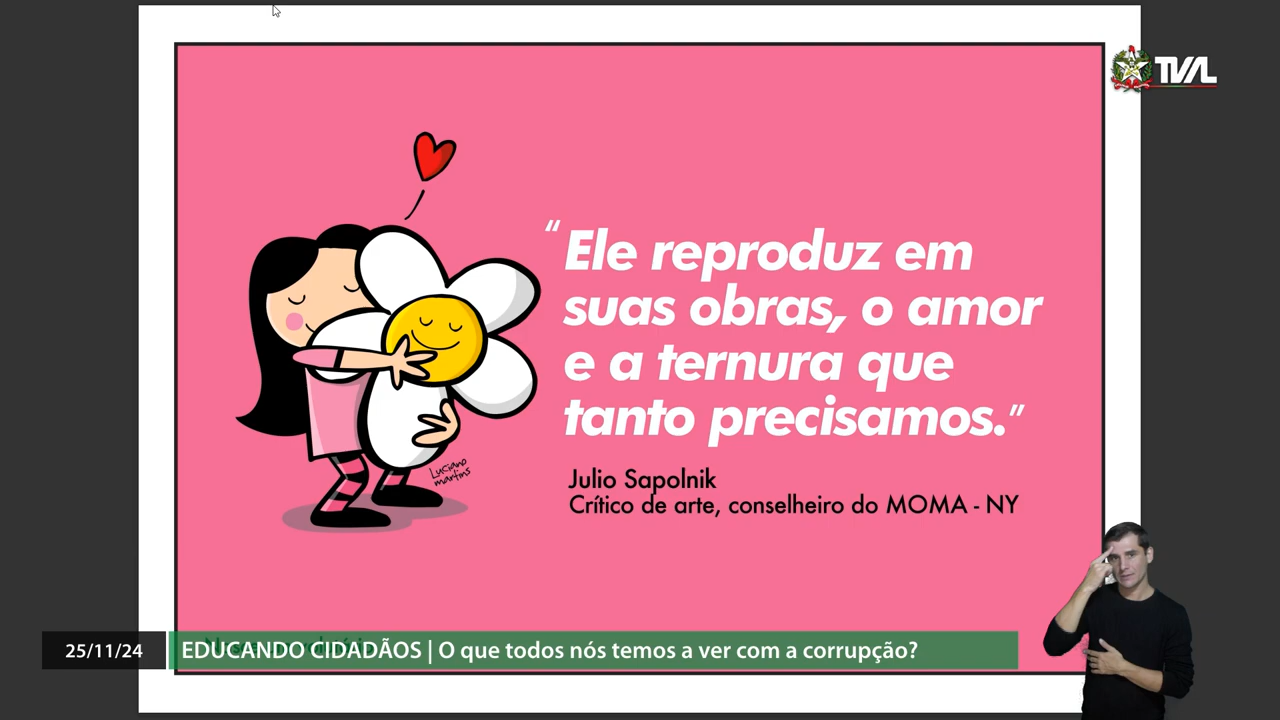 TVAL
“Ele reproduz em
suas obras, o amor
e a ternura que
tanto precisamos.”
Julio Sapolnik
Crítico de arte, conselheiro do MOMA - NY
Luciano
martins
25/11/24
EDUCANDO CIDADÃOS | O que todos nós temos a ver com a corrupção?